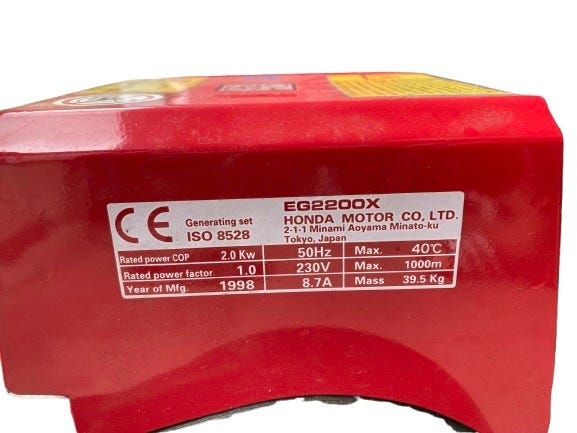 CE Generating set EG2200X
ISO 8528 HONDA MOTOR CO, LTD.
2-1-1 Minami Aoyama Minato-ku
Tokyo, Japan
Rated power COP 2.0 Kw 50Hz Max. 40℃
Rated power factor 1.0 230V Max. 1000m
Year of Mfg. 1998 8.7A Mass 39.5 Kg